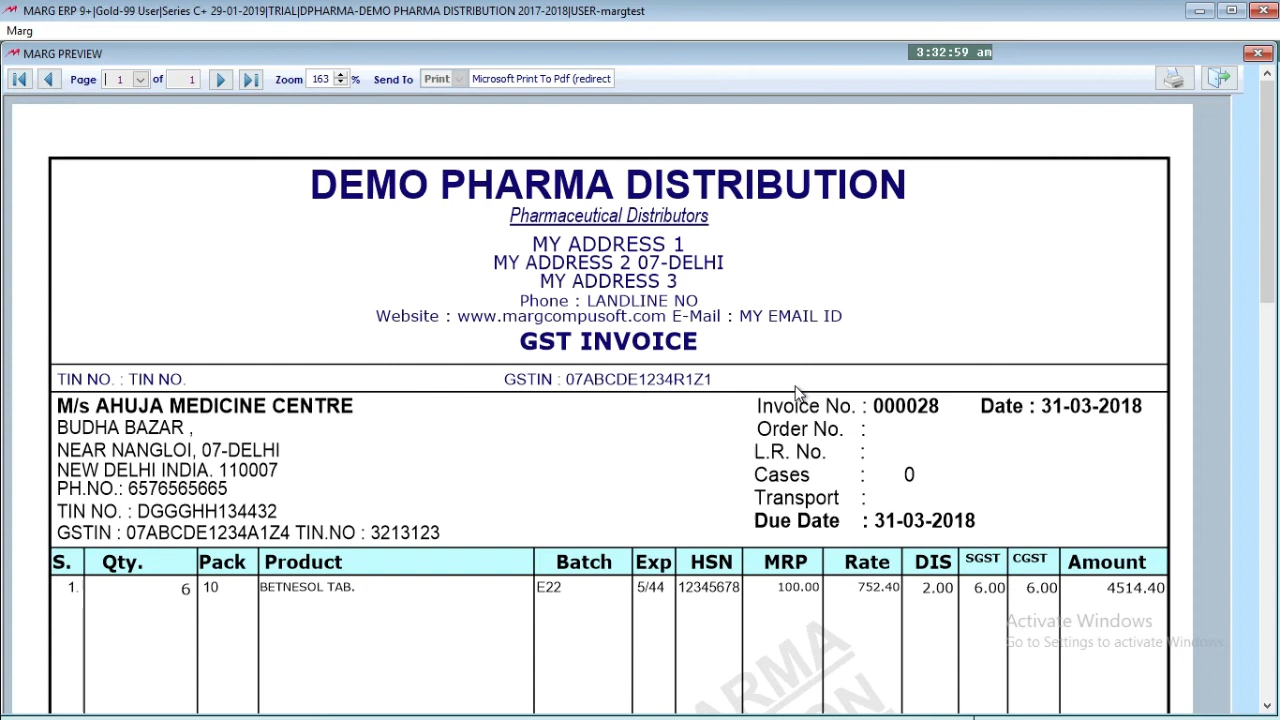 MARG ERP 9+|Gold-99 User|Series C+ 29-01-2019|TRIAL|DPHARMA-DEMO PHARMA DISTRIBUTION 2017-2018|USER-margtest
Marg
MARG PREVIEW 3:32:59 am
Page 1 of 1 Zoom 163 % Send To Print Microsoft Print To Pdf (redirect
DEMO PHARMA DISTRIBUTION
Pharmaceutical Distributors
MY ADDRESS 1
MY ADDRESS 2 07-DELHI
MY ADDRESS 3
Phone : LANDLINE NO
Website : www.margcompusoft.com E-Mail : MY EMAIL ID
GST INVOICE
TIN NO. : TIN NO. GSTIN : 07ABCDE1234R1Z1
M/s AHUJA MEDICINE CENTRE Invoice No. : 000028 Date : 31-03-2018
BUDHA BAZAR , Order No. :
NEAR NANGLOI, 07-DELHI L.R. No. :
NEW DELHI INDIA. 110007 Cases : 0
PH.NO.: 6576565665 Transport :
TIN NO. : DGGGHH134432 Due Date : 31-03-2018
GSTIN : 07ABCDE1234A1Z4 TIN.NO : 3213123
S. Qty. Pack Product Batch Exp HSN MRP Rate DIS SGST CGST Amount
1. 6 10 BETNESOL TAB. E22 5/44 12345678 100.00 752.40 2.00 6.00 6.00 4514.40
Activate Windows
Go to Settings to activate Windows.
ARMA
ON